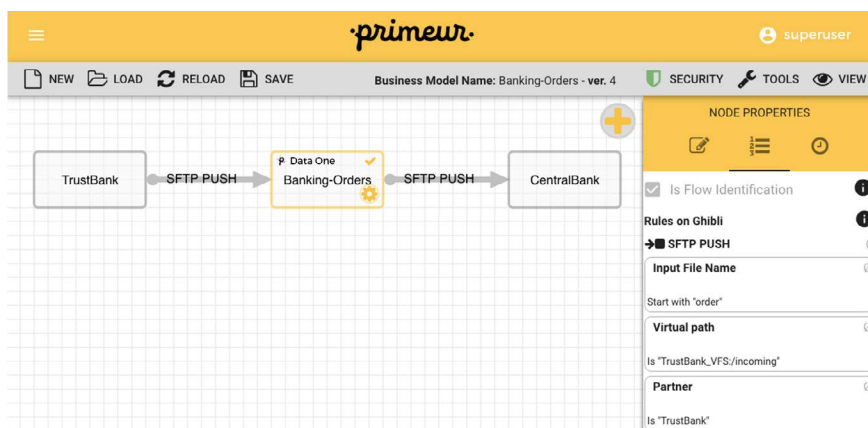 ·primeur·
superuser
NEW LOAD RELOAD SAVE Business Model Name: Banking-Orders - ver. 4 SECURITY TOOLS VIEW
NODE PROPERTIES
Is Flow Identification
Rules on Ghibli
SFTP PUSH
Input File Name
Start with "order"
Virtual path
Is "TrustBank_VFS:/incoming"
Partner
Is "TrustBank"
TrustBank
SFTP PUSH
Data One
Banking-Orders
SFTP PUSH
CentralBank